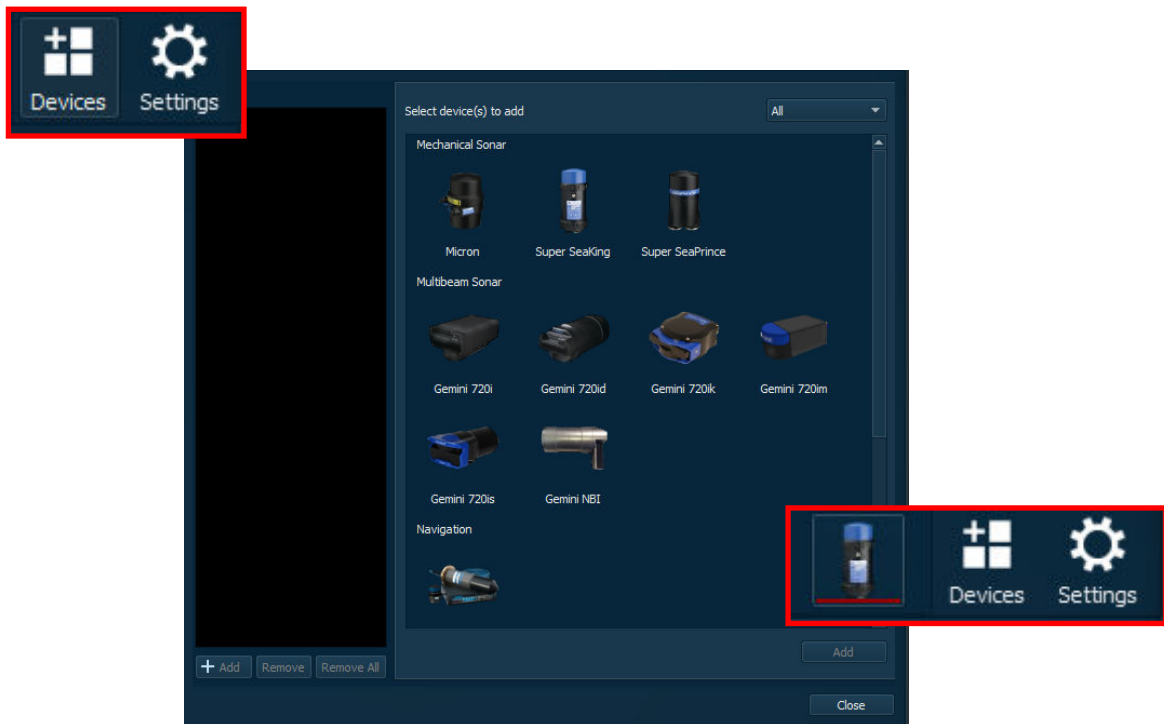 Devices Settings
Select device(s) to add All
Mechanical Sonar
Micron Super SeaKing Super SeaPrince
Multibeam Sonar
Gemini 720i Gemini 720id Gemini 720ik Gemini 720im
Gemini 720is Gemini NBI
Navigation
Devices Settings
Add
+ Add Remove Remove All
Close